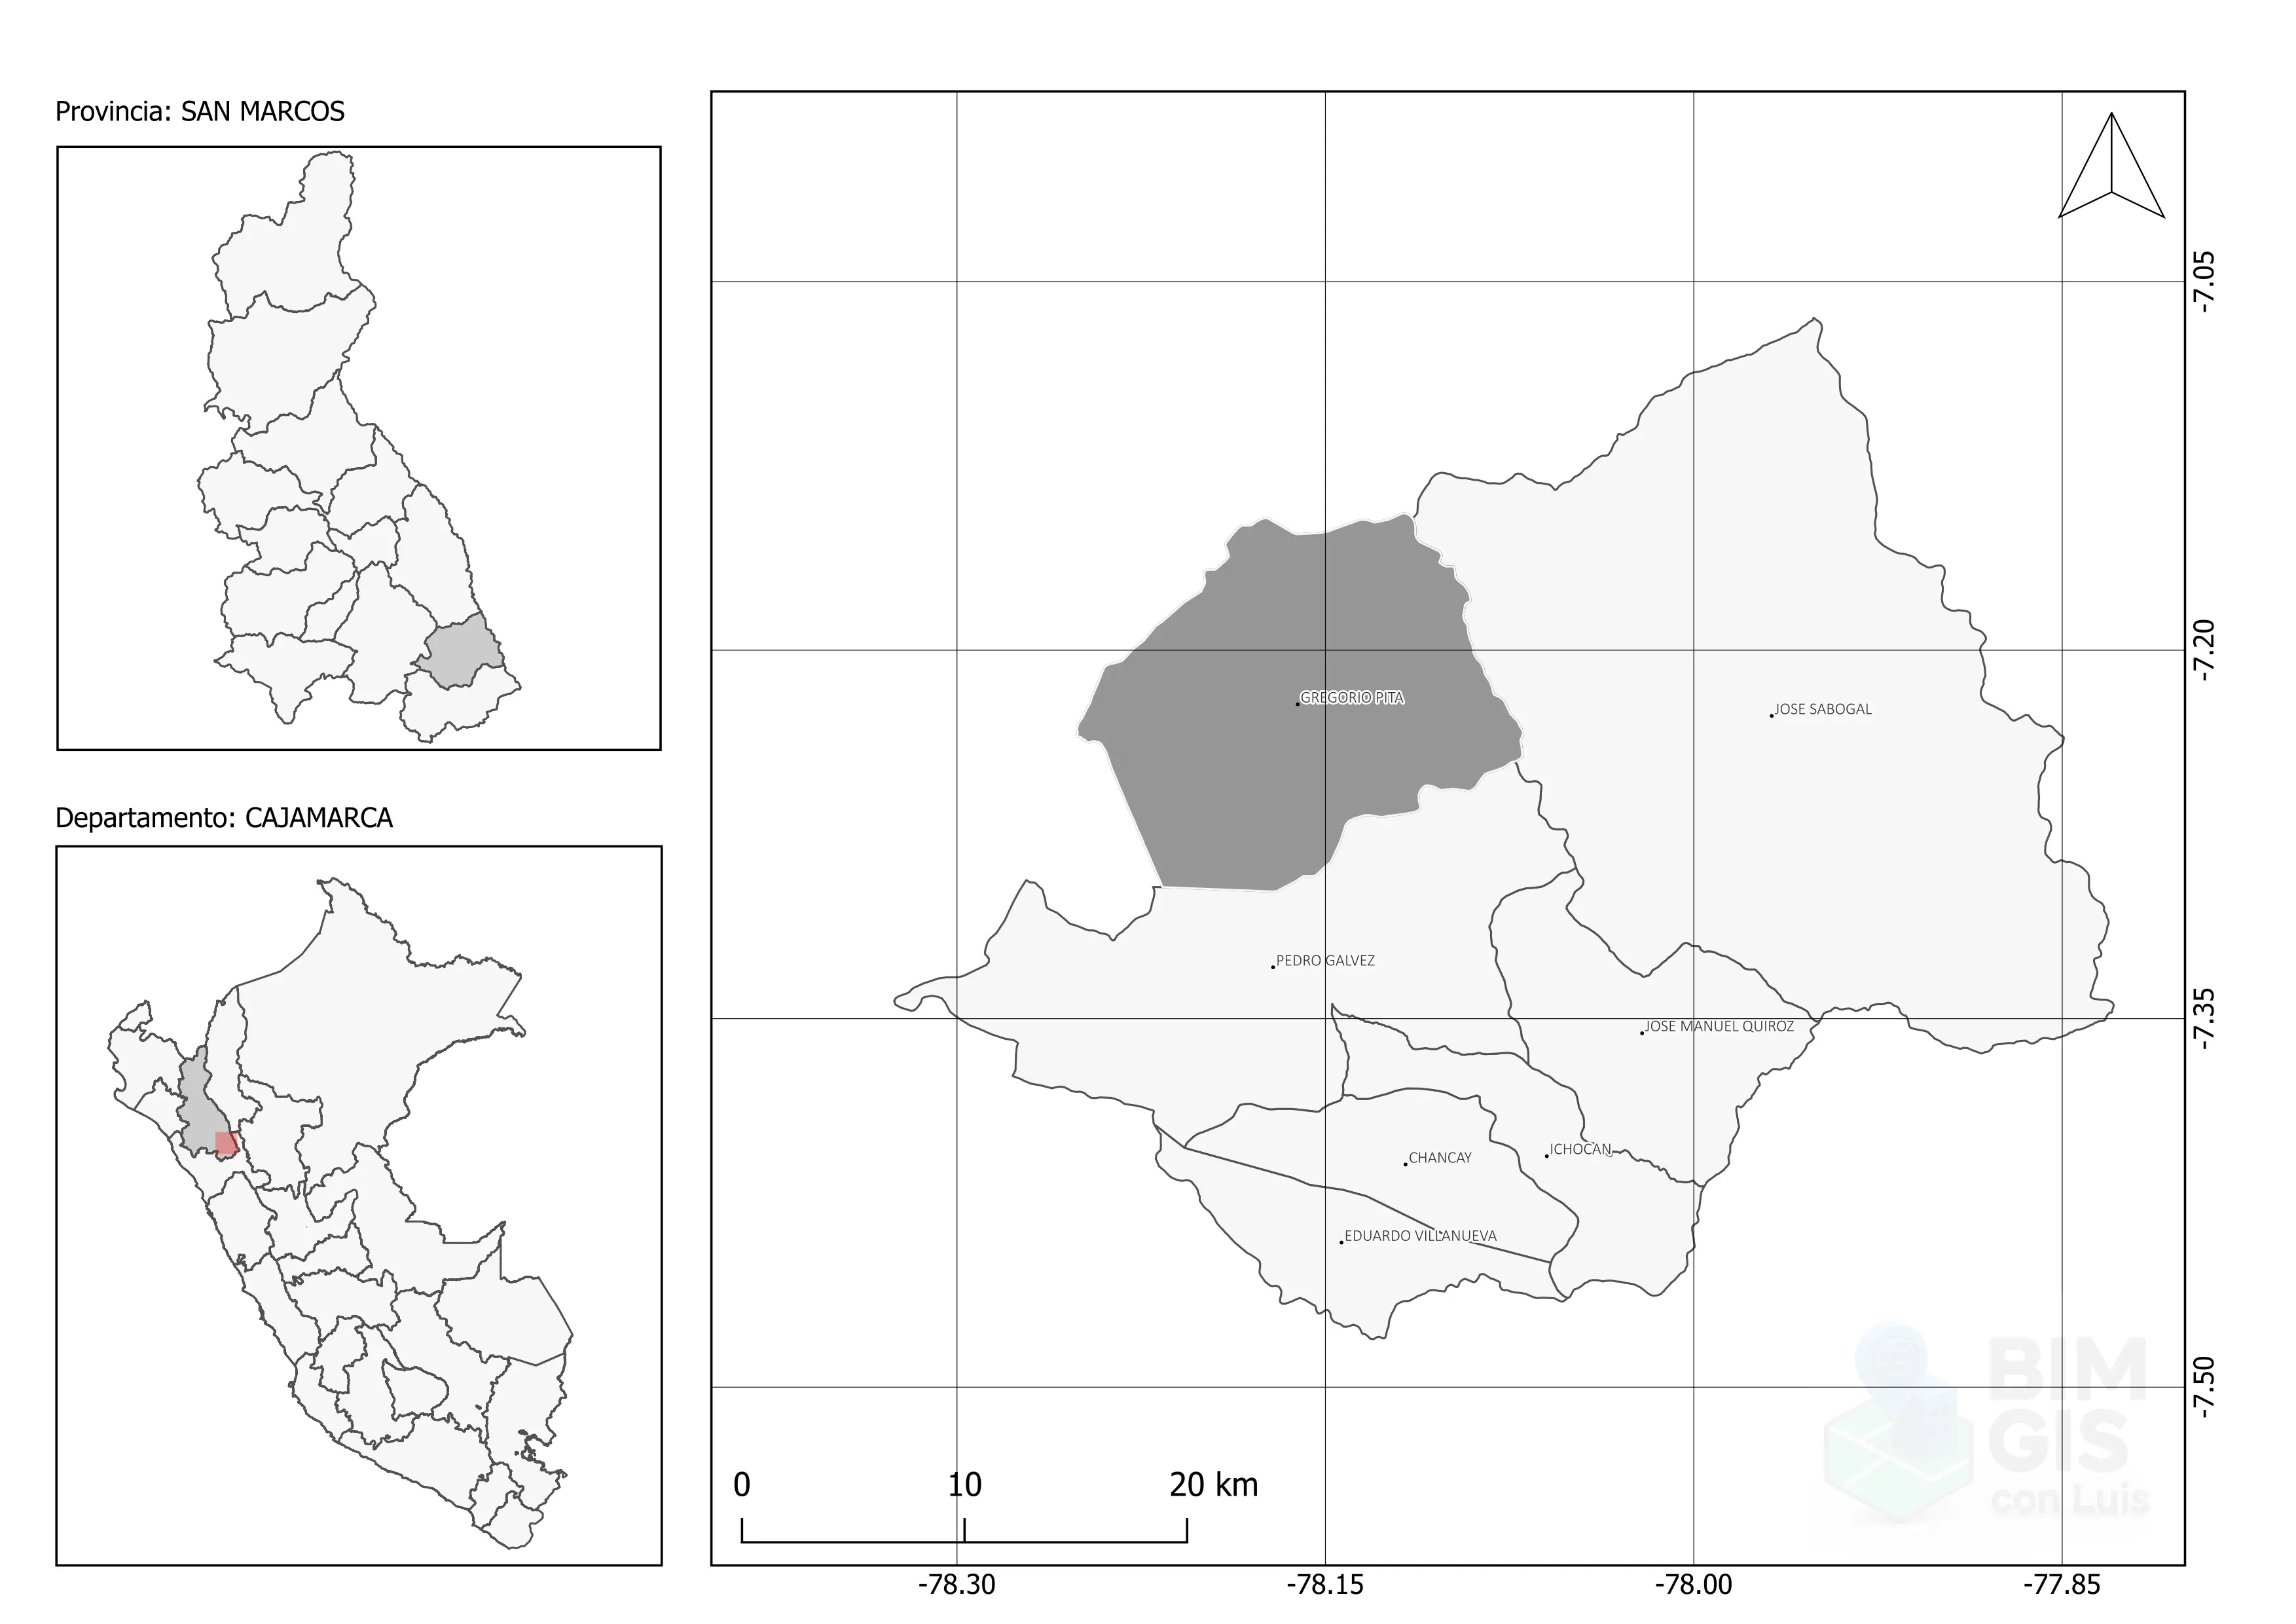 Provincia: SAN MARCOS
Departamento: CAJAMARCA
-7.05
-7.20
-7.35
-7.50
GREGORIO PITA
JOSE SABOGAL
PEDRO GALVEZ
JOSE MANUEL QUIROZ
ICHOCAN
CHANCAY
EDUARDO VILLANUEVA
BIM
GIS
con Luis
0 10 20 km
-78.30 -78.15 -78.00 -77.85